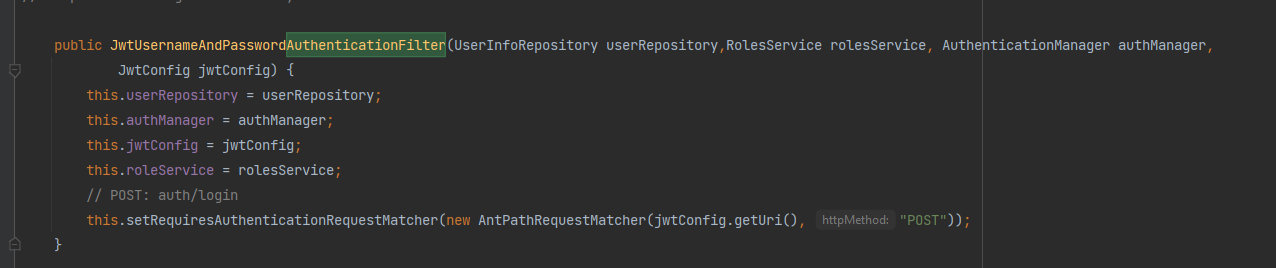 public JwtUsernameAndPasswordAuthenticationFilter(UserInfoRepository userRepository,RolesService rolesService, AuthenticationManager authManager,
JwtConfig jwtConfig) {
this.userRepository = userRepository;
this.authManager = authManager;
this.jwtConfig = jwtConfig;
this.roleService = rolesService;
// POST: auth/login
this.setRequiresAuthenticationRequestMatcher(new AntPathRequestMatcher(jwtConfig.getUri(), httpMethod: "POST"));
}